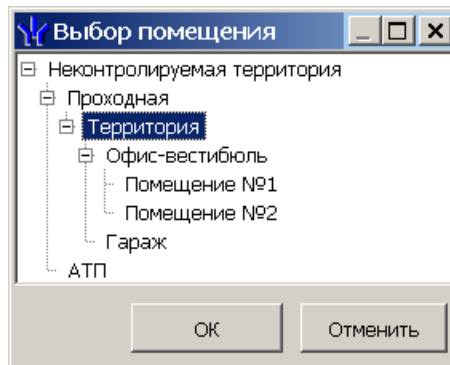 Выбор помещения
Неконтролируемая территория
Проходная
Территория
Офис-вестибюль
Помещение №1
Помещение №2
Гараж
АТП
ОК
Отменить